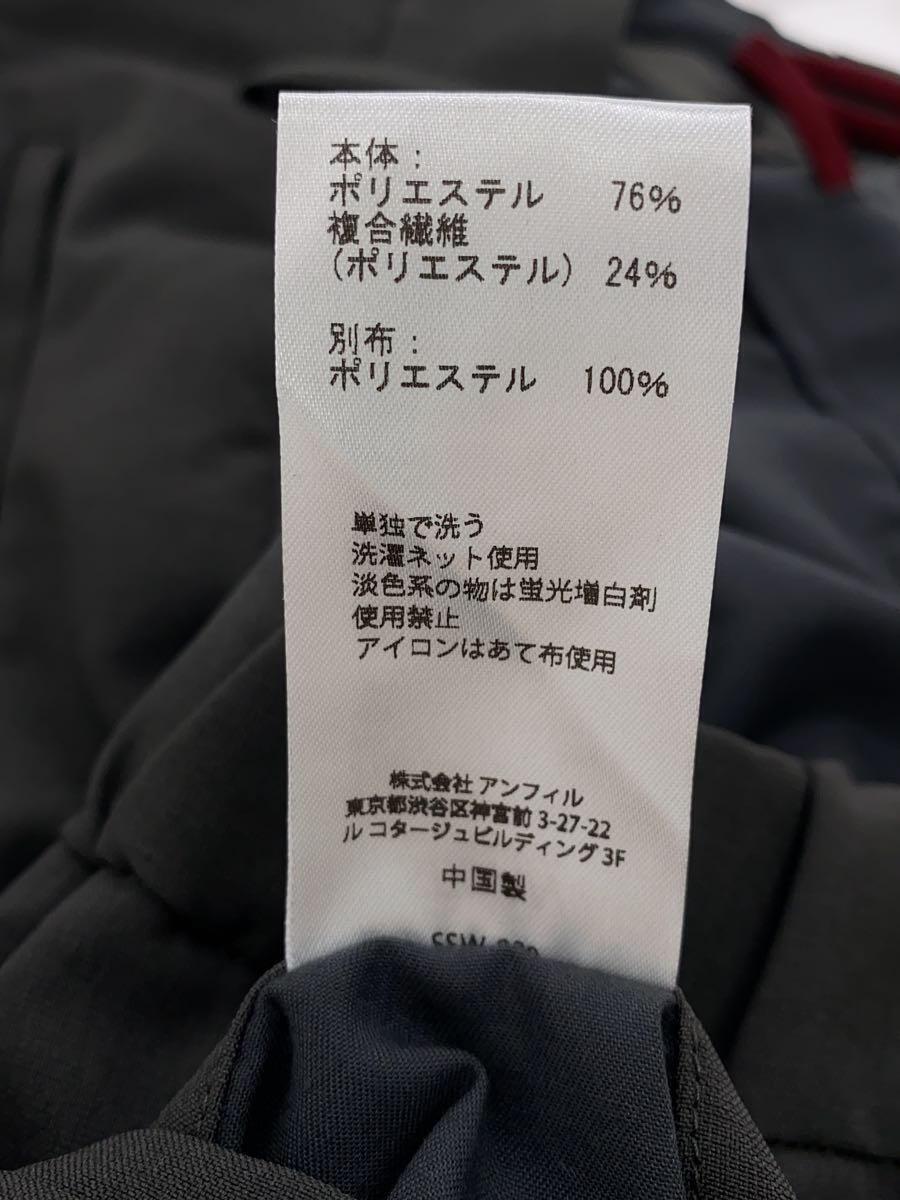 本体：
ポリエステル 76%
複合繊維
(ポリエステル) 24%
別布：
ポリエステル 100%
単独で洗う
洗濯ネット使用
淡色系の物は蛍光増白剤
使用禁止
アイロンはあて布使用
株式会社 アンフィル
東京都渋谷区神宮前 3-27-22
ル コタージュビルディング 3F
中国製